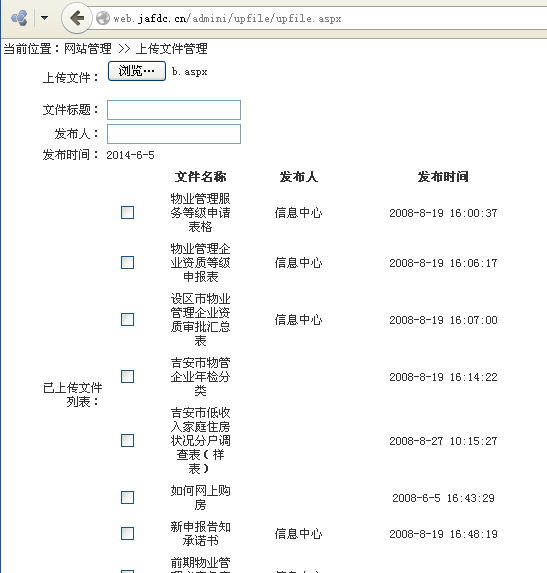 web.jafdc.cn/admini/upfile/upfile.aspx
当前位置：网站管理 >> 上传文件管理
上传文件： 浏览… b.aspx
文件标题：
发布人：
发布时间： 2014-6-5
文件名称 发布人 发布时间
物业管理服
务等级申请
表格
信息中心 2008-8-19 16:00:37
物业管理企
业资质等级
申报表
信息中心 2008-8-19 16:06:17
设区市物业
管理企业资
质审批汇总
表
信息中心 2008-8-19 16:07:00
吉安市物管
企业年检分
类
2008-8-19 16:14:22
已上传文件
列表：
吉安市低收
入家庭住房
状况分户调
查表（样
表）
2008-8-27 10:15:27
如何网上购
房
2008-6-5 16:43:29
新申报告知
承诺书
信息中心 2008-8-19 16:48:19
前期物业管